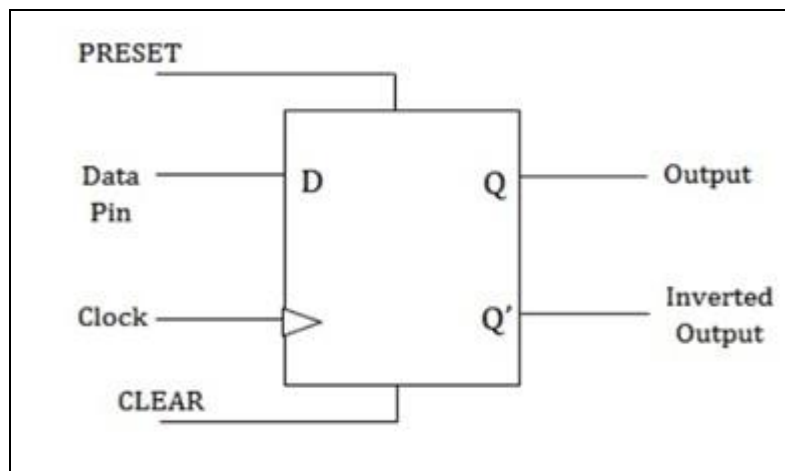 PRESET
Data
Pin
D
Q
Output
Clock
Q′
Inverted
Output
CLEAR